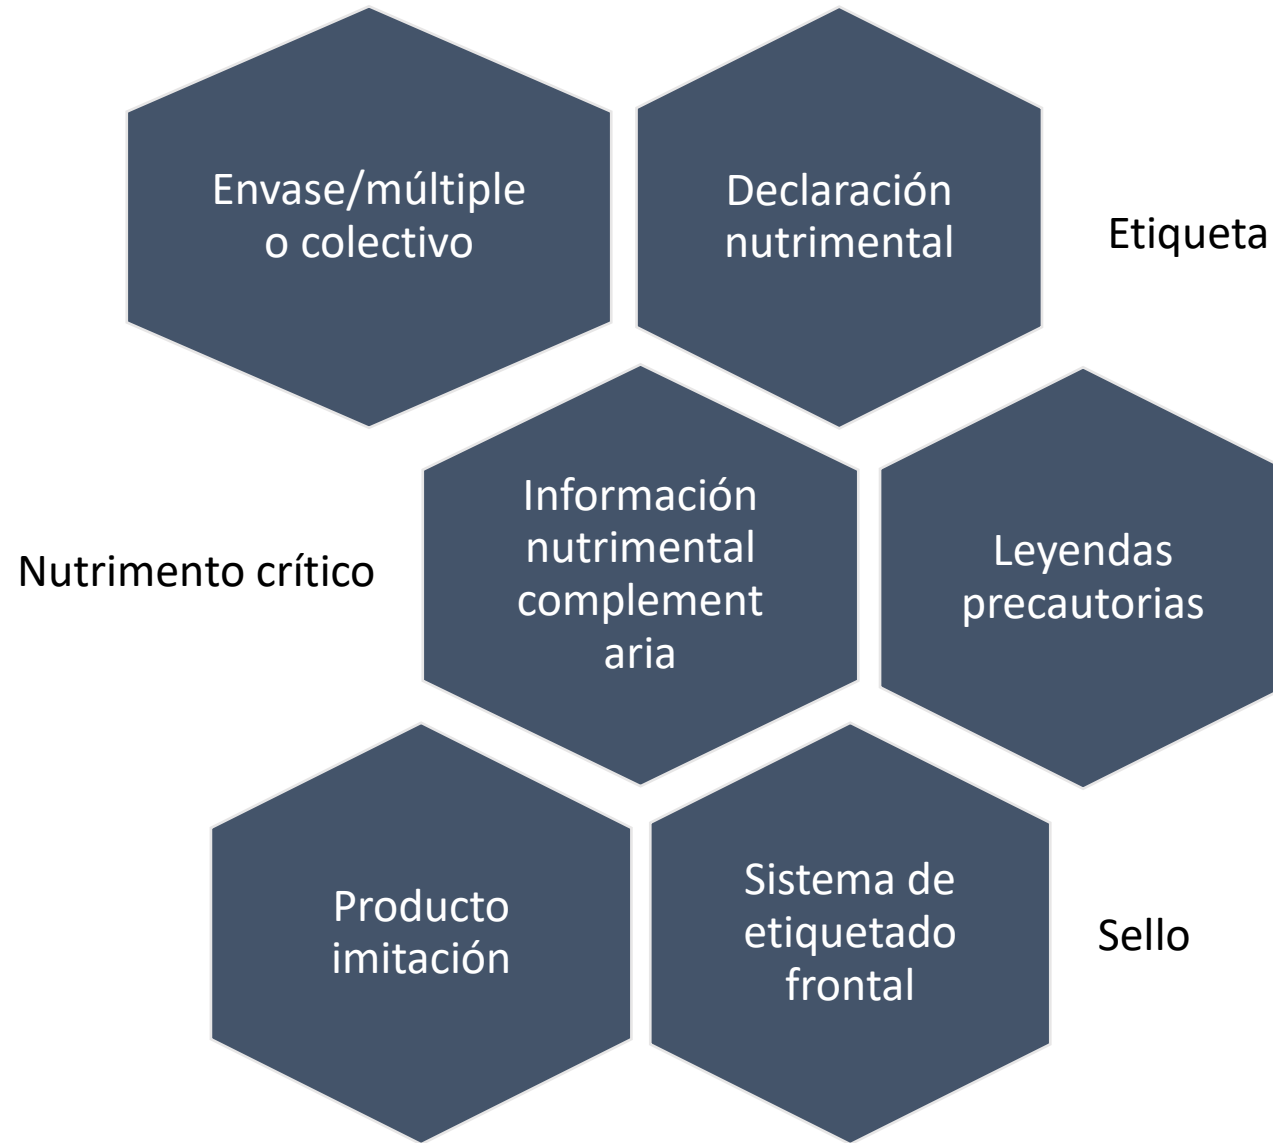 Envase/múltiple
o colectivo
Declaración
nutrimental
Etiqueta
Nutrimento crítico
Información
nutrimental
complement
aria
Leyendas
precautorias
Producto
imitación
Sistema de
etiquetado
frontal
Sello